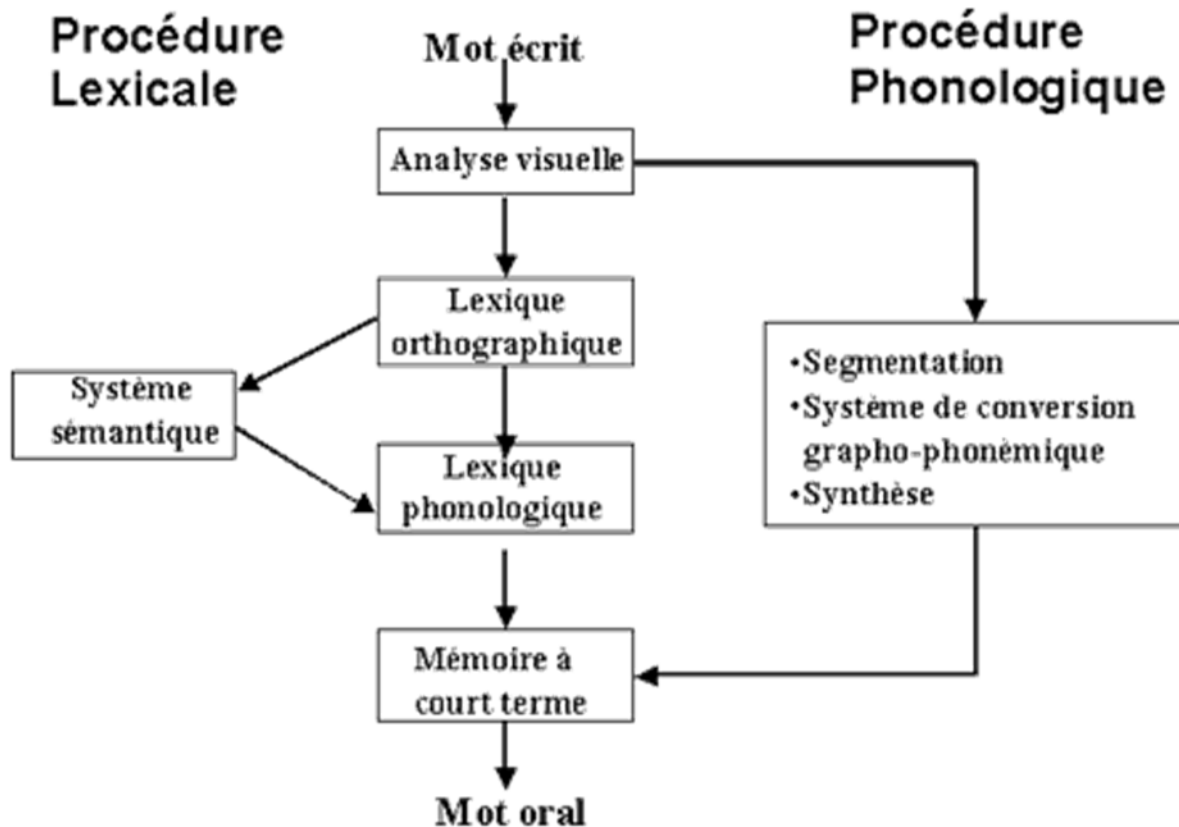 Procédure
Lexicale
Mot écrit
Procédure
Phonologique
Analyse visuelle
Lexique
orthographique
Système
sémantique
Lexique
phonologique
•Segmentation
•Système de conversion
grapho-phonèmique
•Synthèse
Mémoire à
court terme
Mot oral